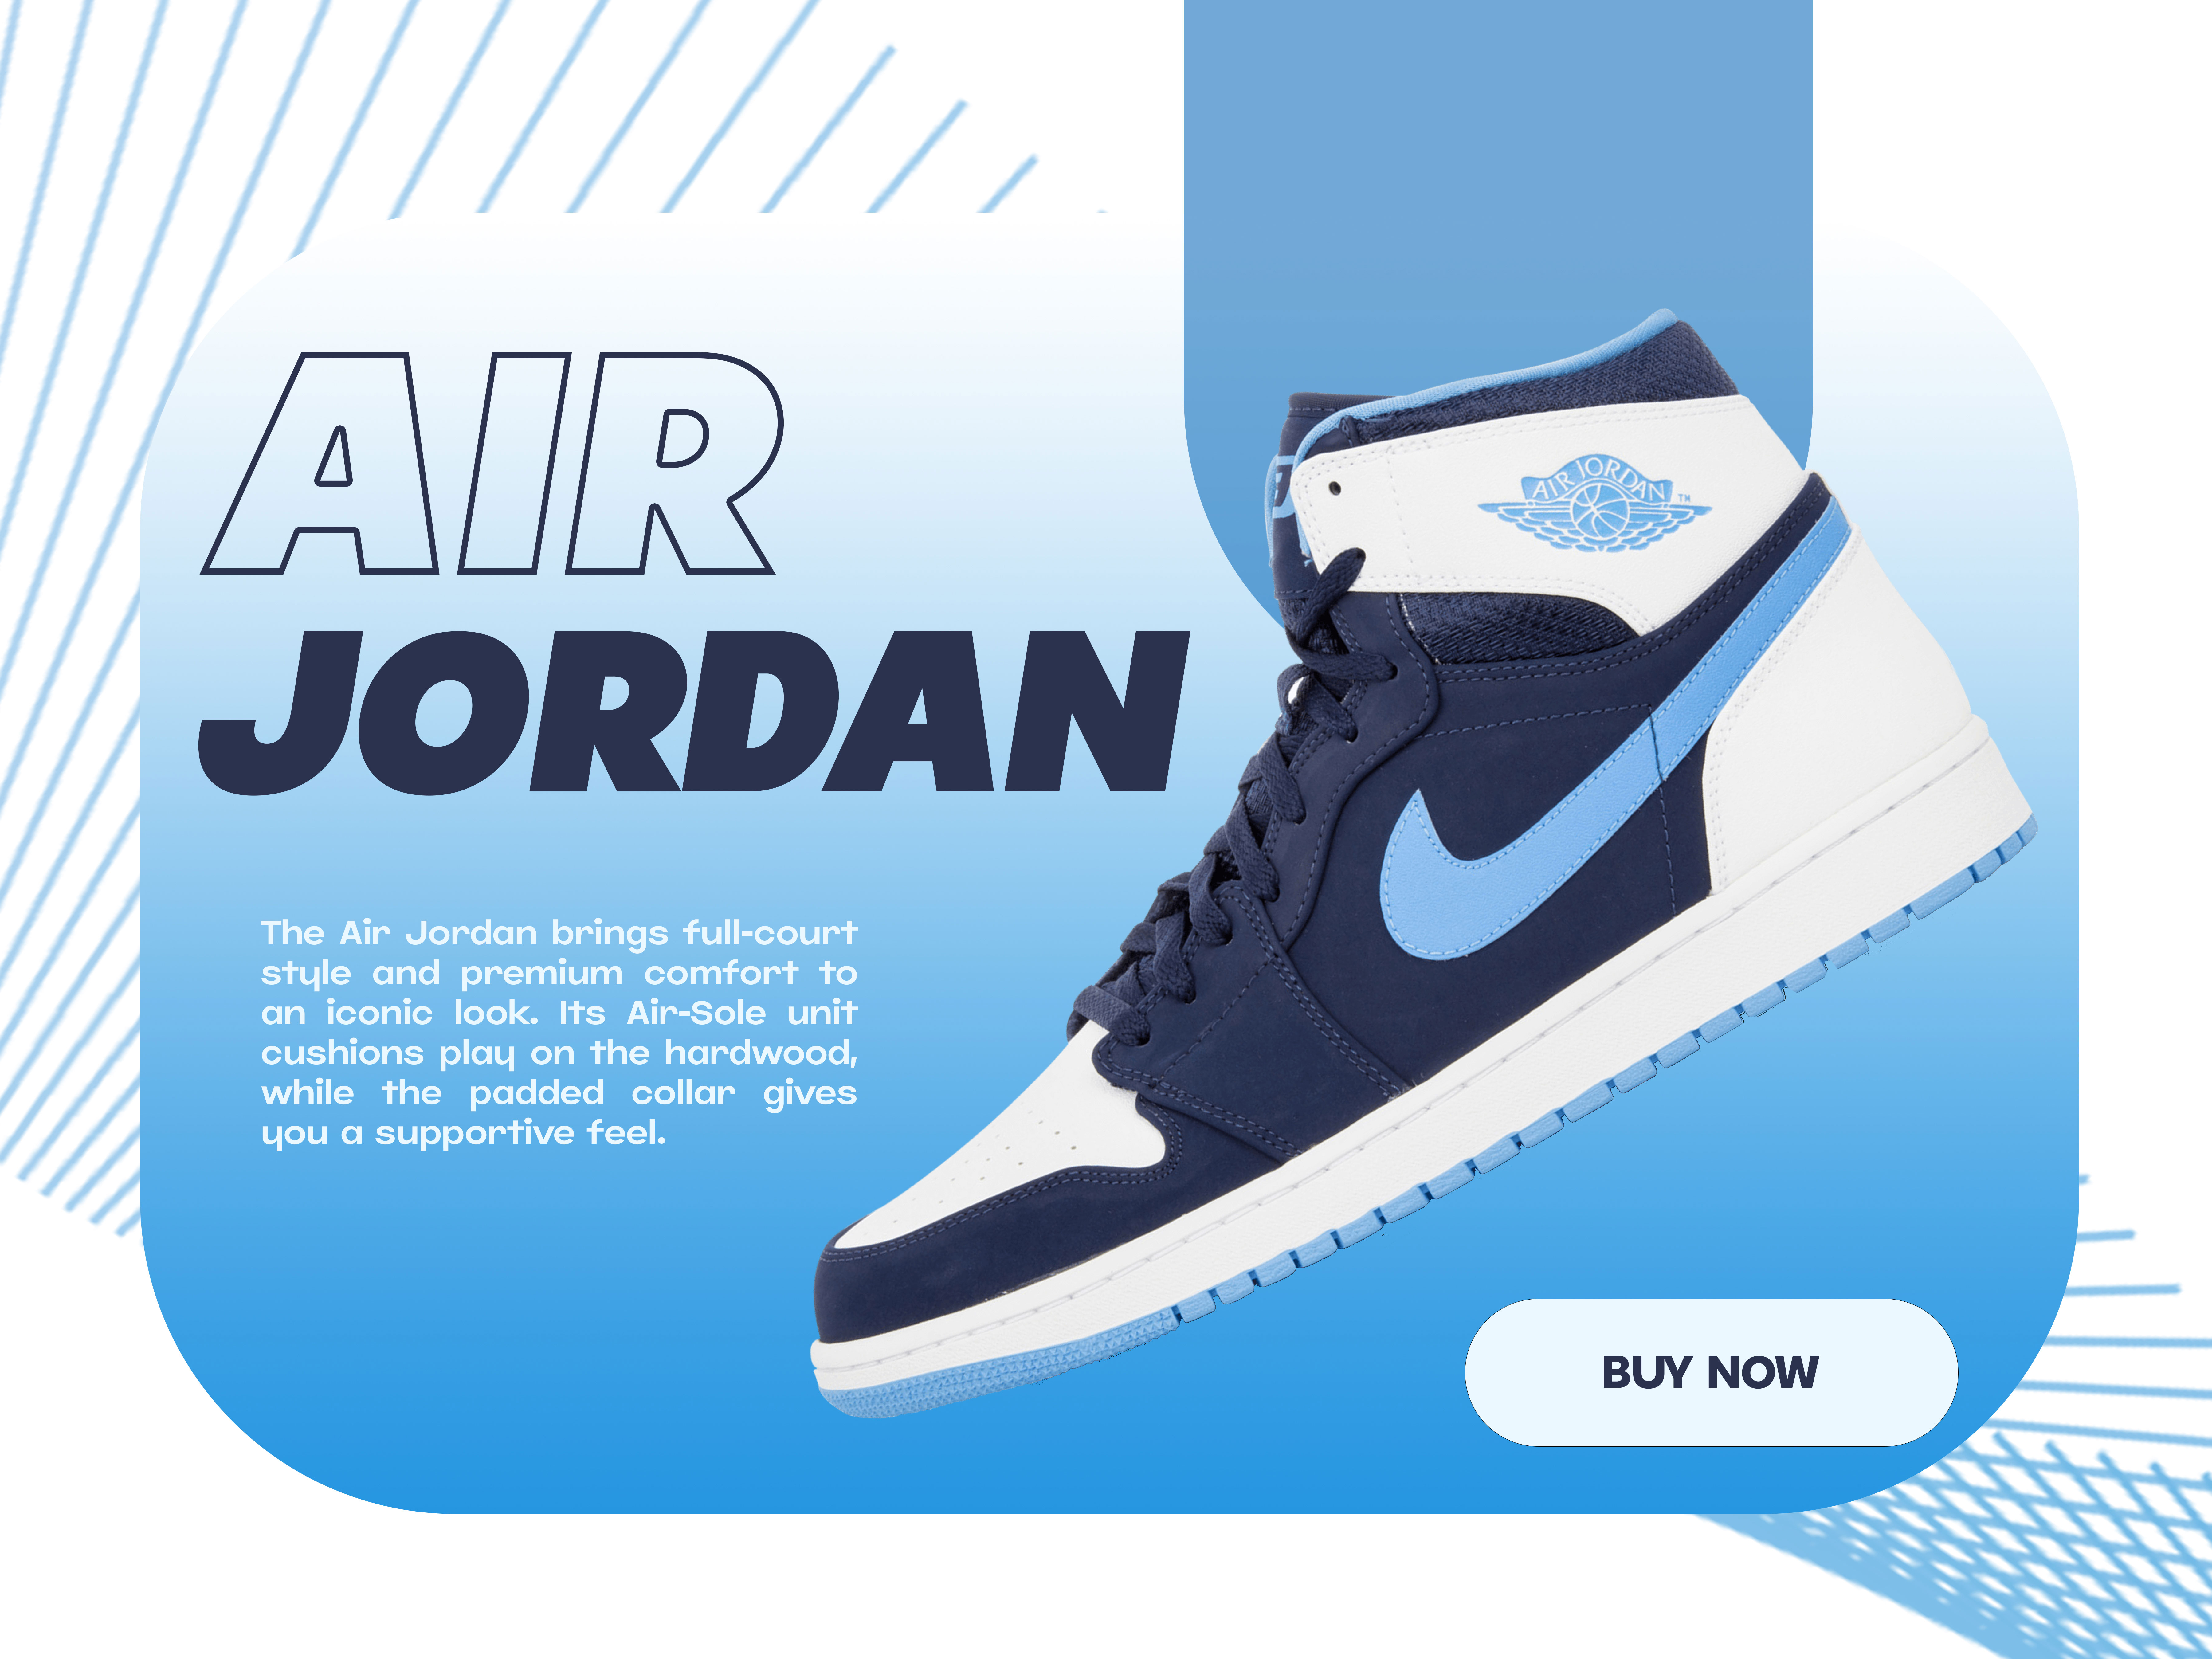 AIR
JORDAN
AIR JORDAN
TM
The Air Jordan brings full-court
style and premium comfort to
an iconic look. Its Air-Sole unit
cushions play on the hardwood,
while the padded collar gives
you a supportive feel.
BUY NOW